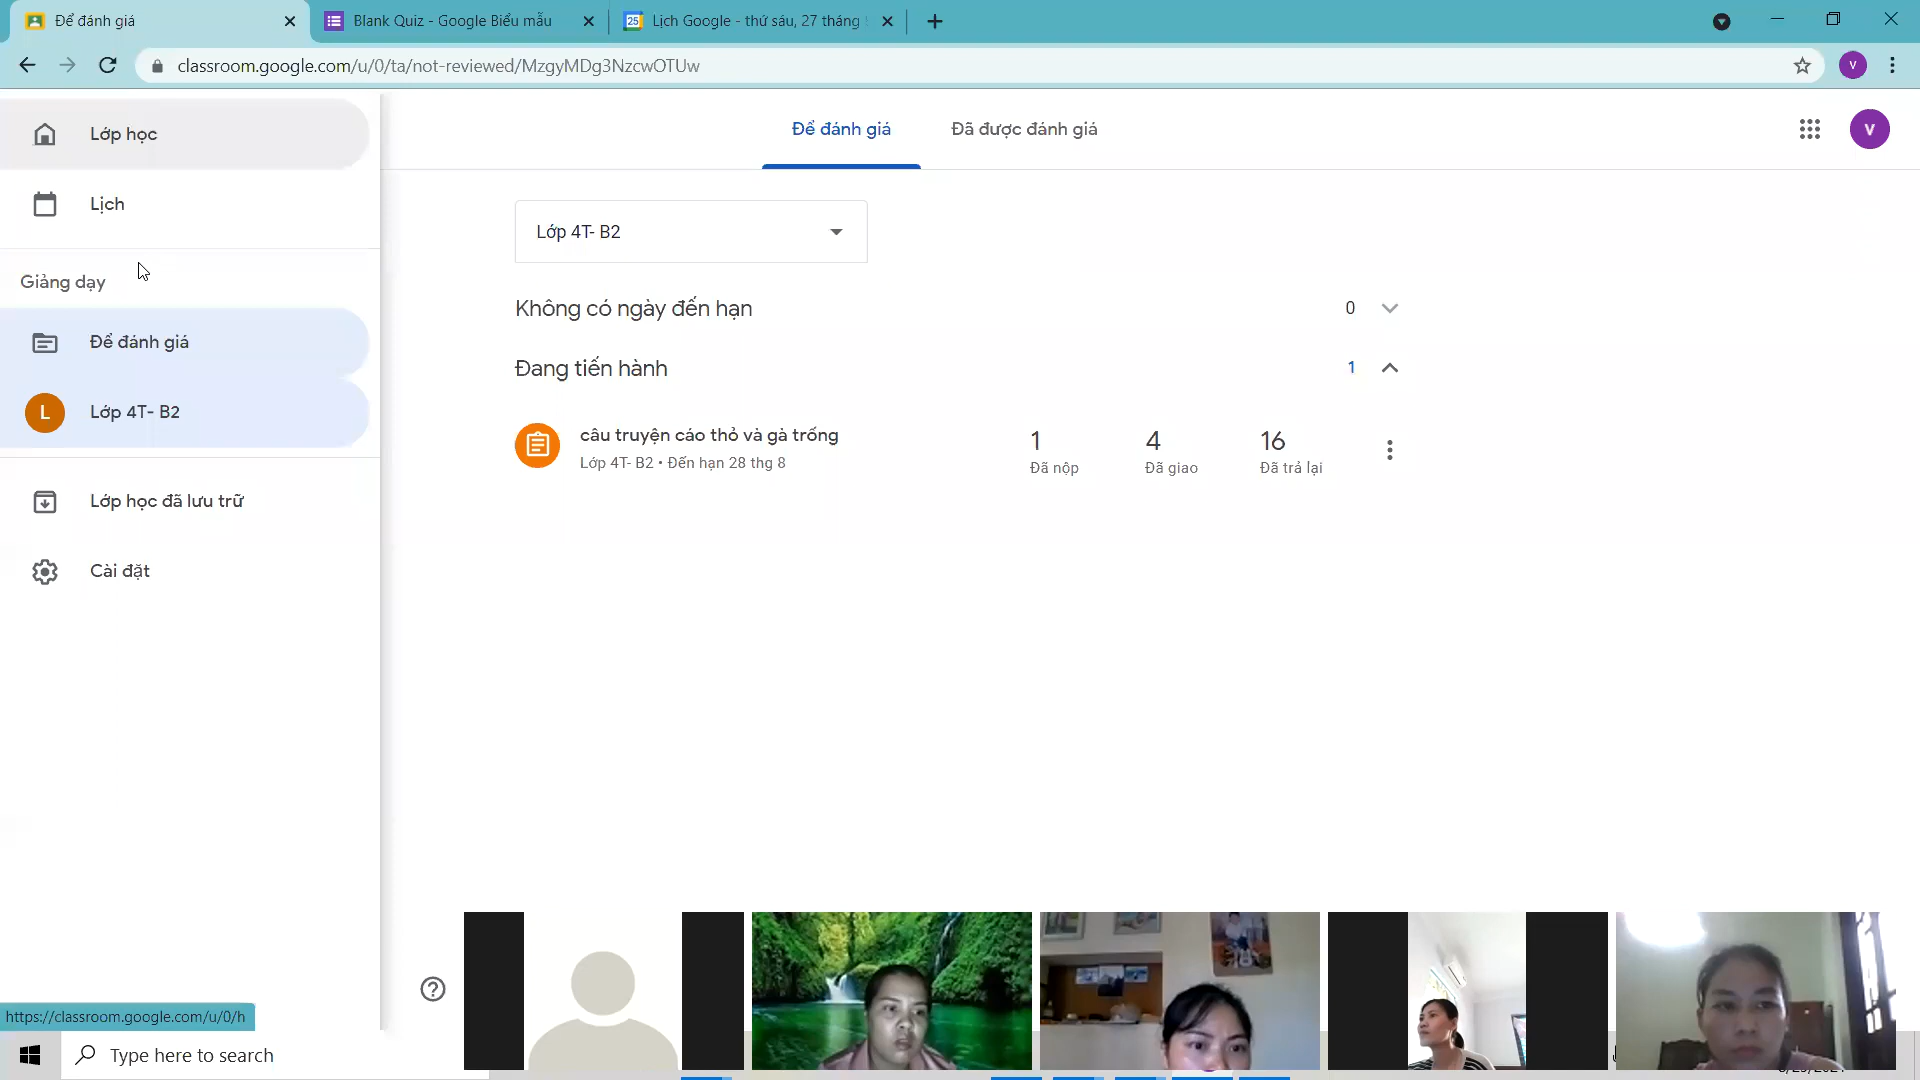 Để đánh giá
Blank Quiz - Google Biểu mẫu
Lịch Google - thứ sáu, 27 tháng
classroom.google.com/u/0/ta/not-reviewed/MzgyMDg3NzcwOTUw
V
Lớp học
Lịch
Giảng dạy
Để đánh giá
L
Lớp 4T- B2
Lớp học đã lưu trữ
Cài đặt
Để đánh giá
Đã được đánh giá
V
Lớp 4T- B2
Không có ngày đến hạn
0
Đang tiến hành
1
câu truyện cáo thỏ và gà trống
Lớp 4T- B2 • Đến hạn 28 thg 8
1
Đã nộp
4
Đã giao
16
Đã trả lại
https://classroom.google.com/u/0/h
Type here to search